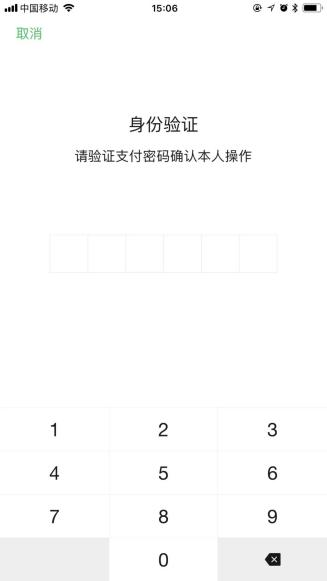 中国移动 15:06
取消
身份验证
请验证支付密码确认本人操作
1 2 3
4 5 6
7 8 9
0